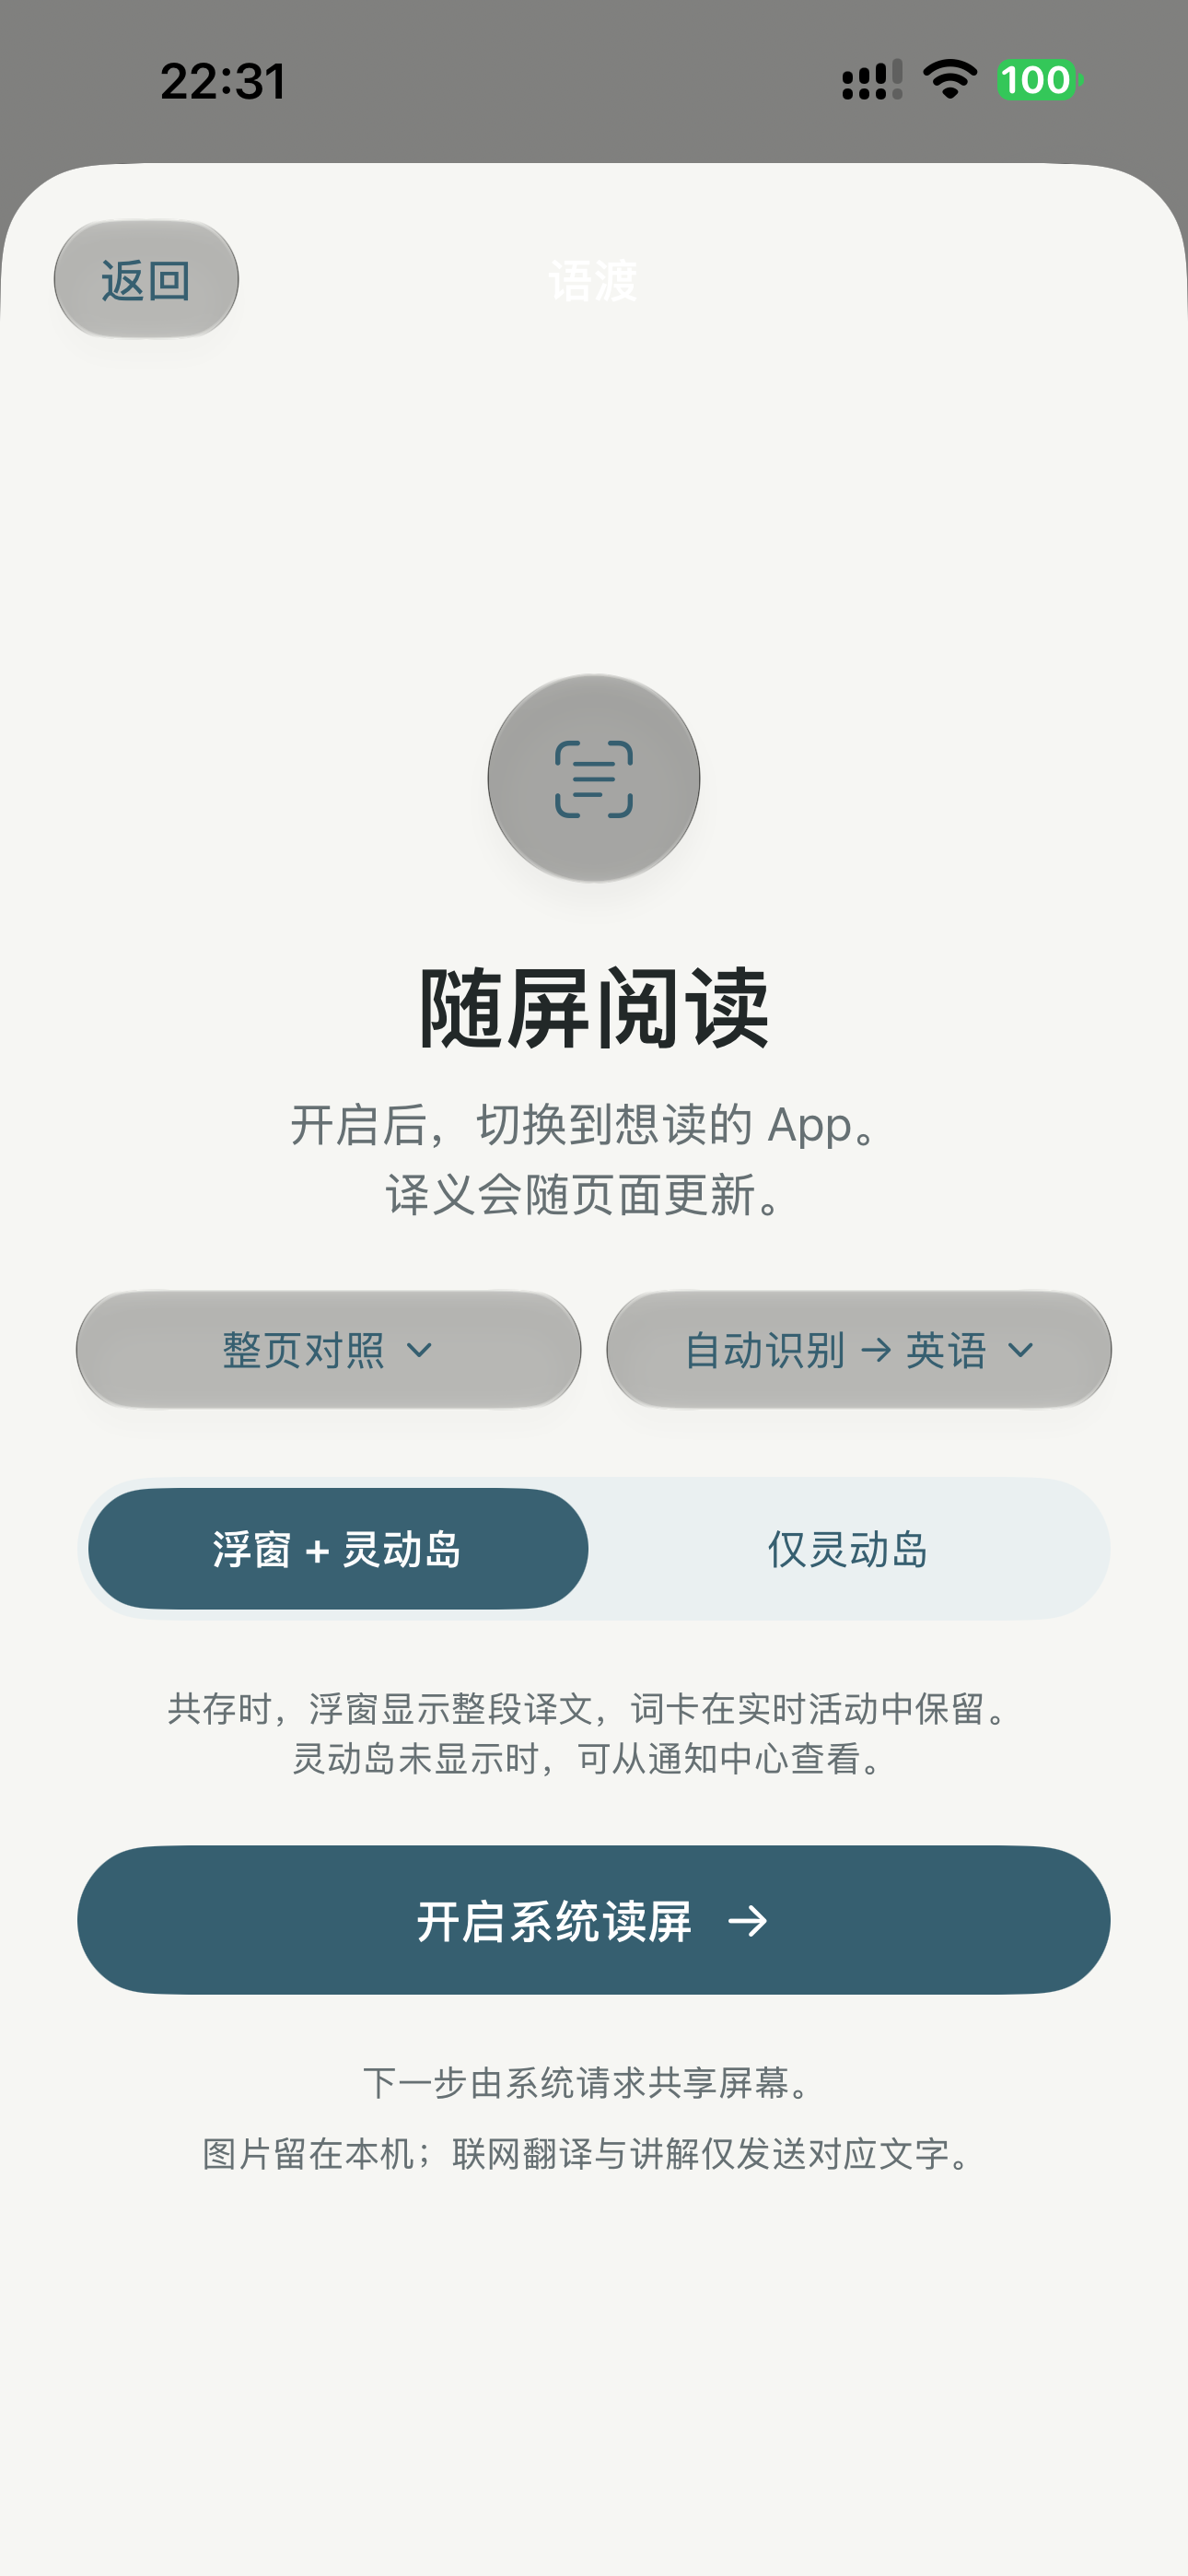 22:31
100
返回
语渡
随屏阅读
开启后，切换到想读的 App。
译义会随页面更新。
整页对照
自动识别 → 英语
浮窗 + 灵动岛
仅灵动岛
共存时，浮窗显示整段译文，词卡在实时活动中保留。
灵动岛未显示时，可从通知中心查看。
开启系统读屏 →
下一步由系统请求共享屏幕。
图片留在本机；联网翻译与讲解仅发送对应文字。